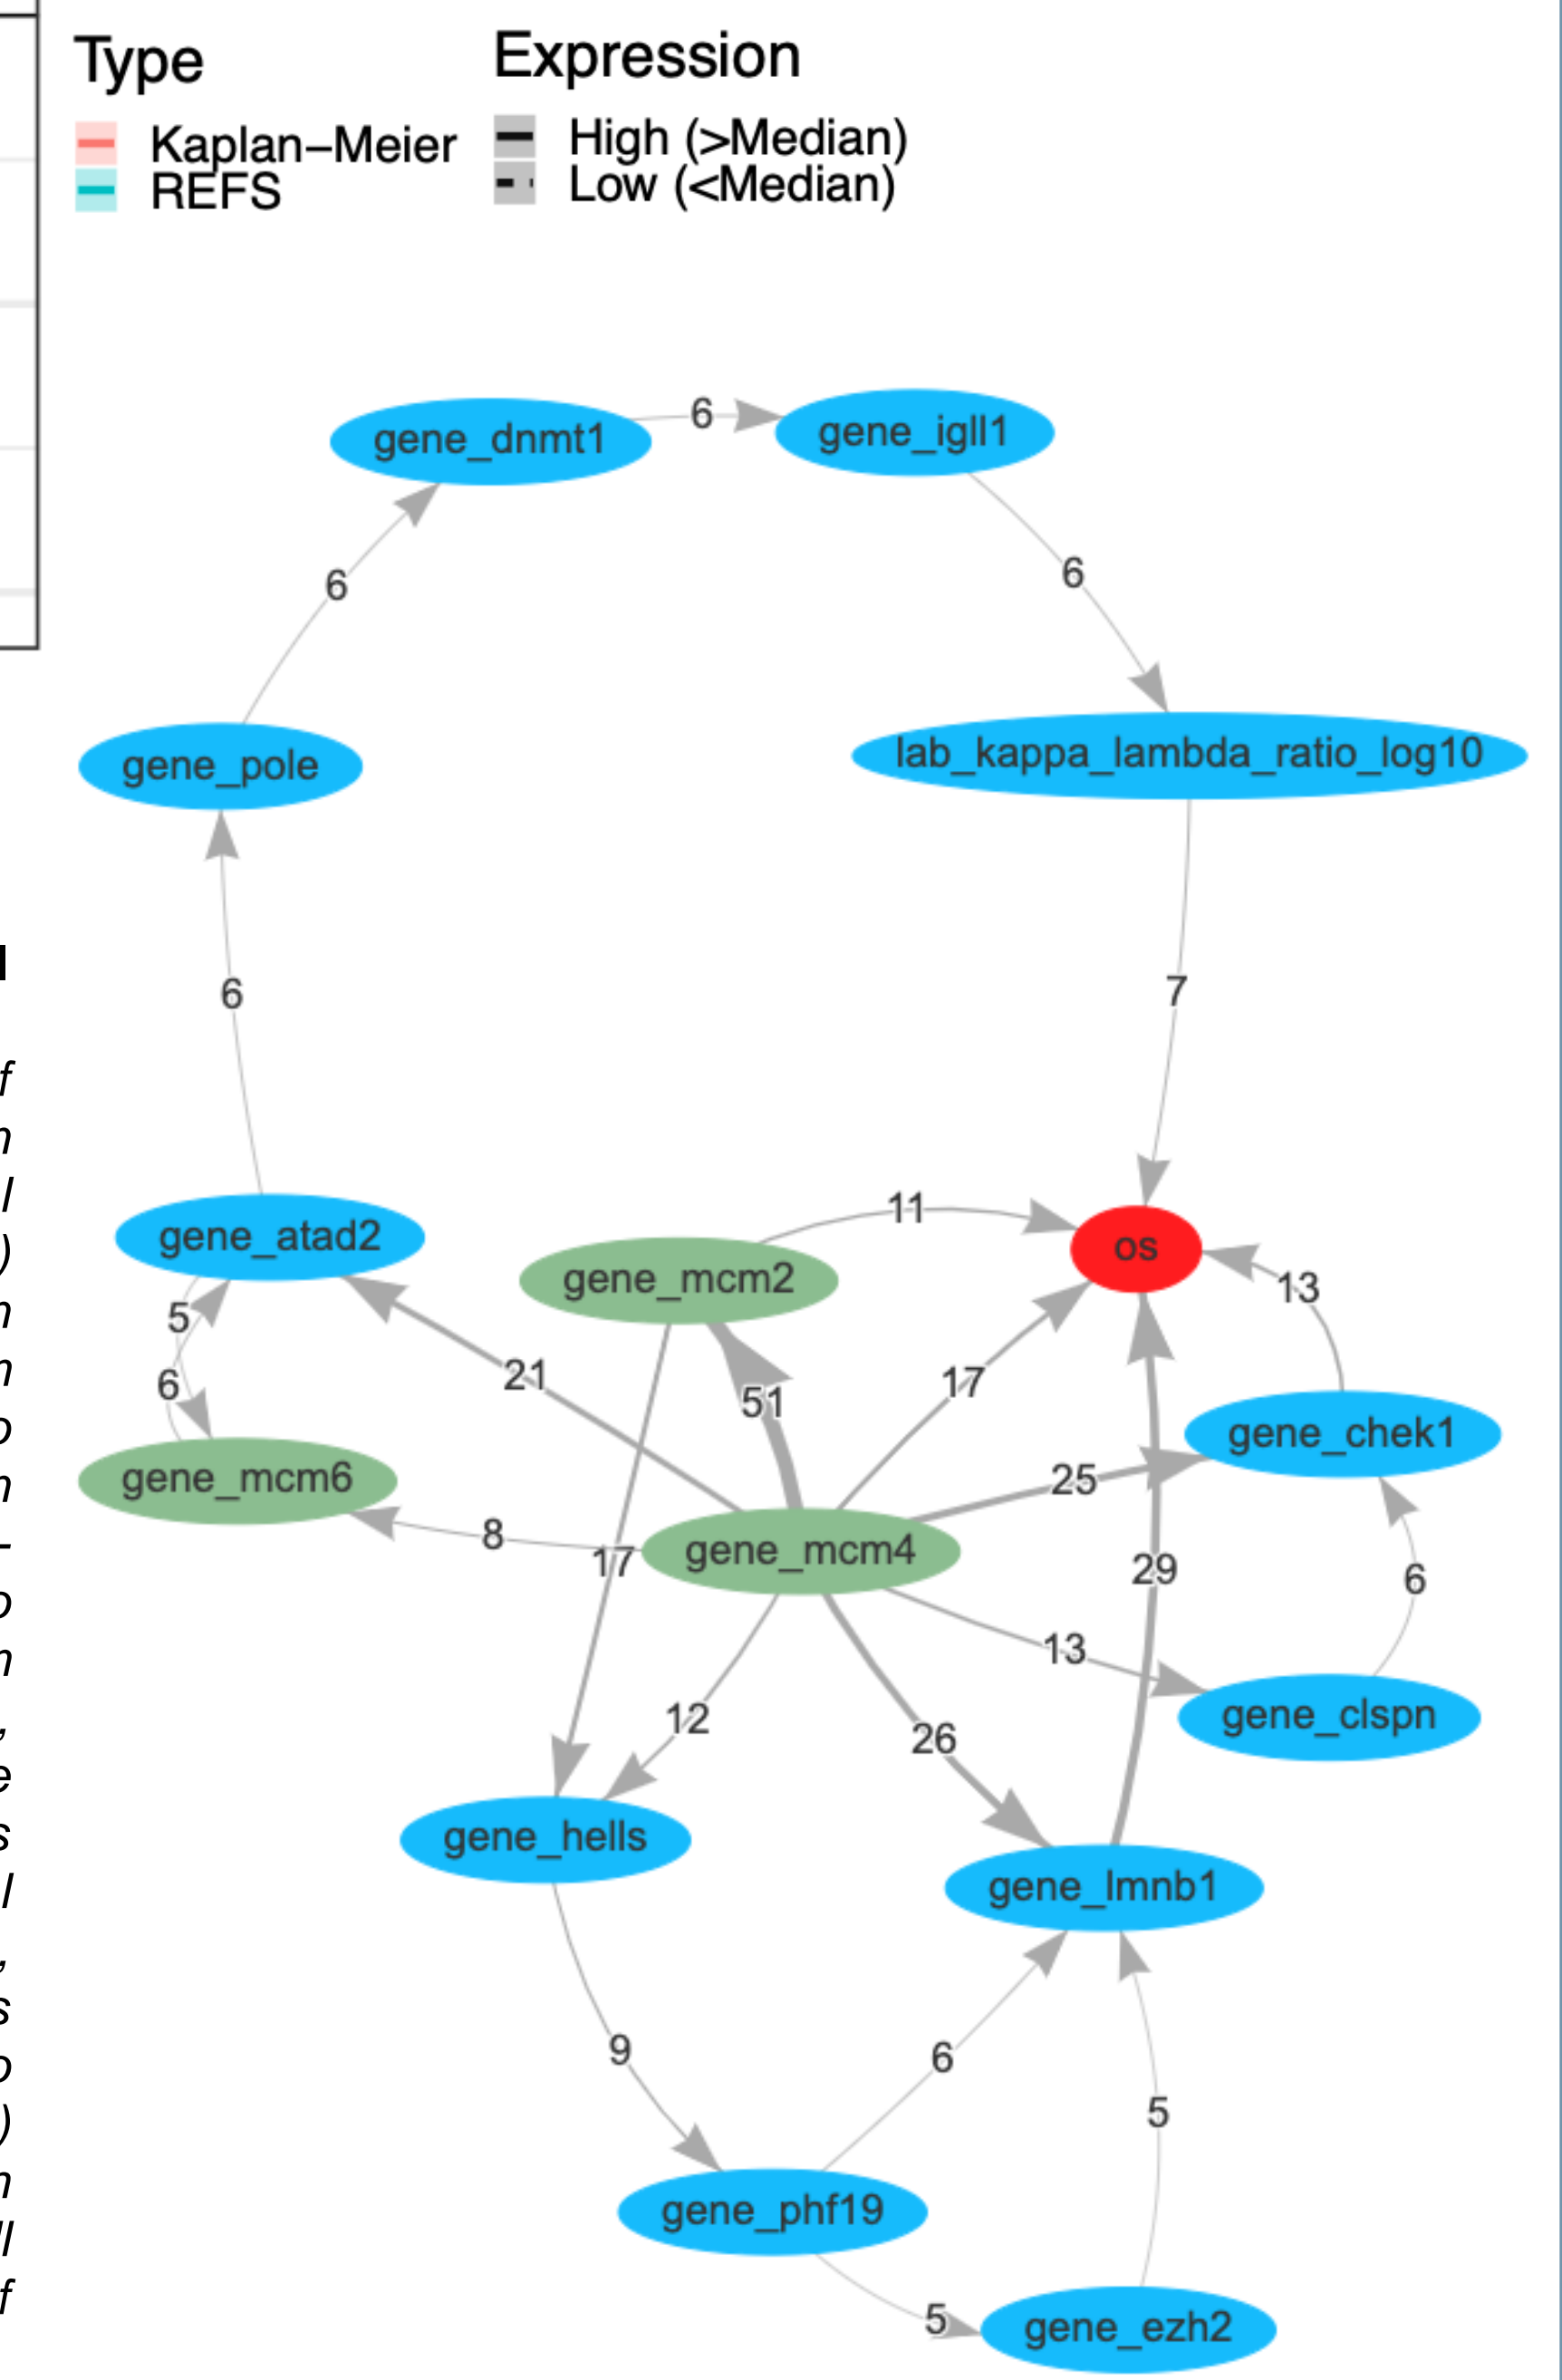 Type
Kaplan−Meier
REFS
Expression
High (>Median)
Low (<Median)
gene_dnmt1
6
gene_igll1
6
6
gene_pole
lab_kappa_lambda_ratio_log10
6
7
gene_atad2
gene_mcm2
11
os
13
5
6
21
51
17
gene_chek1
gene_mcm6
25
8
17
gene_mcm4
29
6
13
12
26
gene_clspn
gene_hells
gene_lmnb1
9
6
5
gene_phf19
5
gene_ezh2